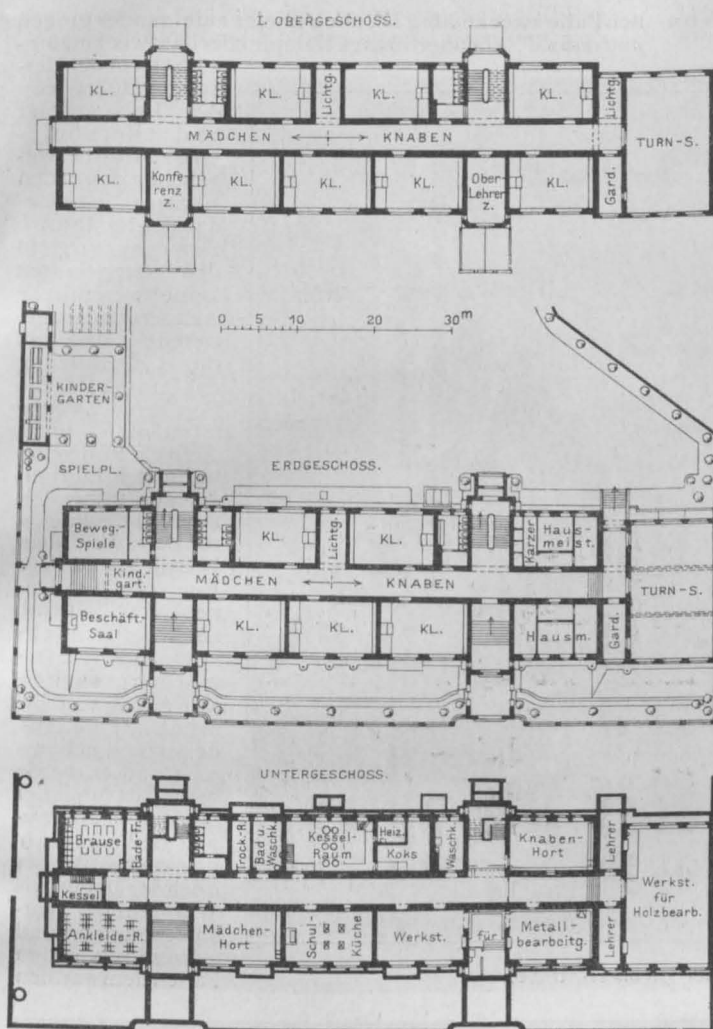 I. OBERGESCHOSS.
KL. KL. Lichtg. KL. KL. Lichtg.
MÄDCHEN KNABEN TURN-S.
KL. Konferenz z. KL. KL. KL. Ober-Lehrer z. KL. Gard.
0 5 10 20 30 m
KINDER-
GARTEN
SPIELPL. ERDGESCHOSS.
Beweg.-
Spiele
KL. Lichtg. KL. Karzer Haus-
meist.
Kind.-
gart.
MÄDCHEN KNABEN TURN-S.
Beschäft.-
Saal
KL. KL. KL. Hausm. Gard.
UNTERGESCHOSS.
Brause Bade-Fr. Trock-R. Bad u.
Waschk.
Kessel-
Raum
Heiz.
Koks
Waschk. Knaben-
Hort
Lehrer
Kessel Werkst.
für
Holzbearb.
Ankleide-R. Mädchen-
Hort
Schul-
Küche
Werkst. für Metall-
bearbeitg.
Lehrer